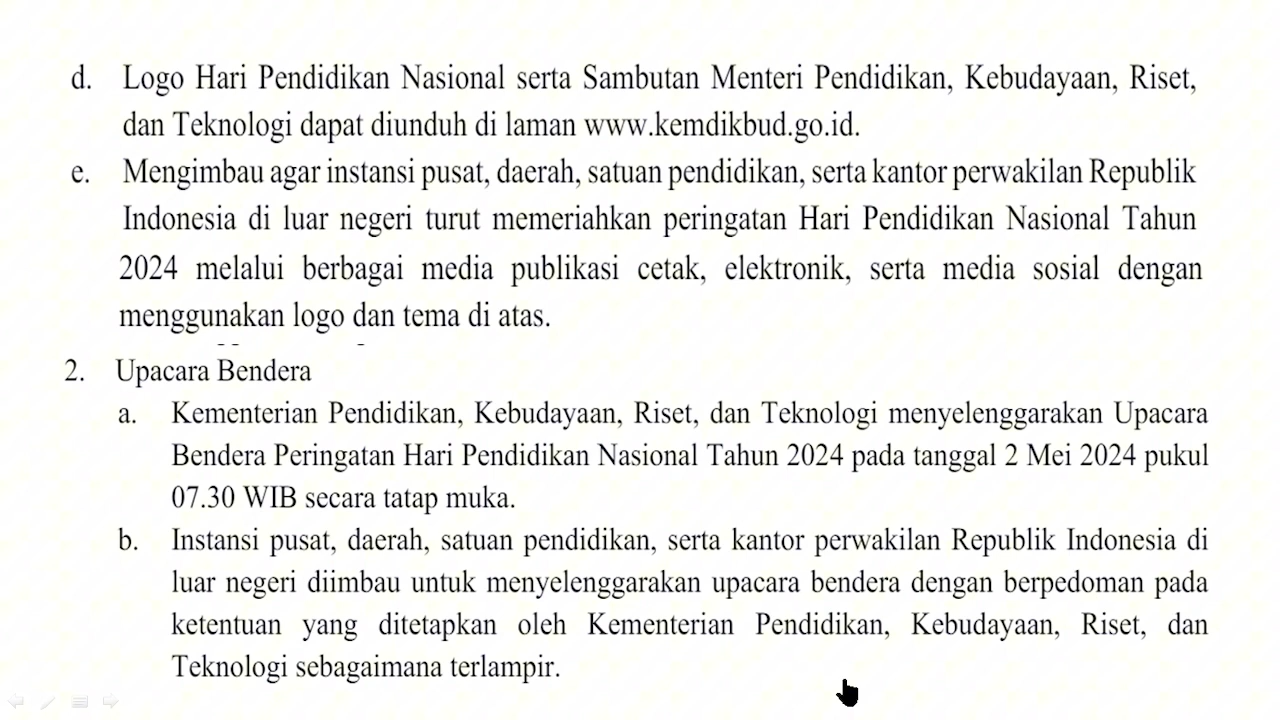 d. Logo Hari Pendidikan Nasional serta Sambutan Menteri Pendidikan, Kebudayaan, Riset,
dan Teknologi dapat diunduh di laman www.kemdikbud.go.id.
e. Mengimbau agar instansi pusat, daerah, satuan pendidikan, serta kantor perwakilan Republik
Indonesia di luar negeri turut memeriahkan peringatan Hari Pendidikan Nasional Tahun
2024 melalui berbagai media publikasi cetak, elektronik, serta media sosial dengan
menggunakan logo dan tema di atas.
2. Upacara Bendera
a. Kementerian Pendidikan, Kebudayaan, Riset, dan Teknologi menyelenggarakan Upacara
Bendera Peringatan Hari Pendidikan Nasional Tahun 2024 pada tanggal 2 Mei 2024 pukul
07.30 WIB secara tatap muka.
b. Instansi pusat, daerah, satuan pendidikan, serta kantor perwakilan Republik Indonesia di
luar negeri diimbau untuk menyelenggarakan upacara bendera dengan berpedoman pada
ketentuan yang ditetapkan oleh Kementerian Pendidikan, Kebudayaan, Riset, dan
Teknologi sebagaimana terlampir.